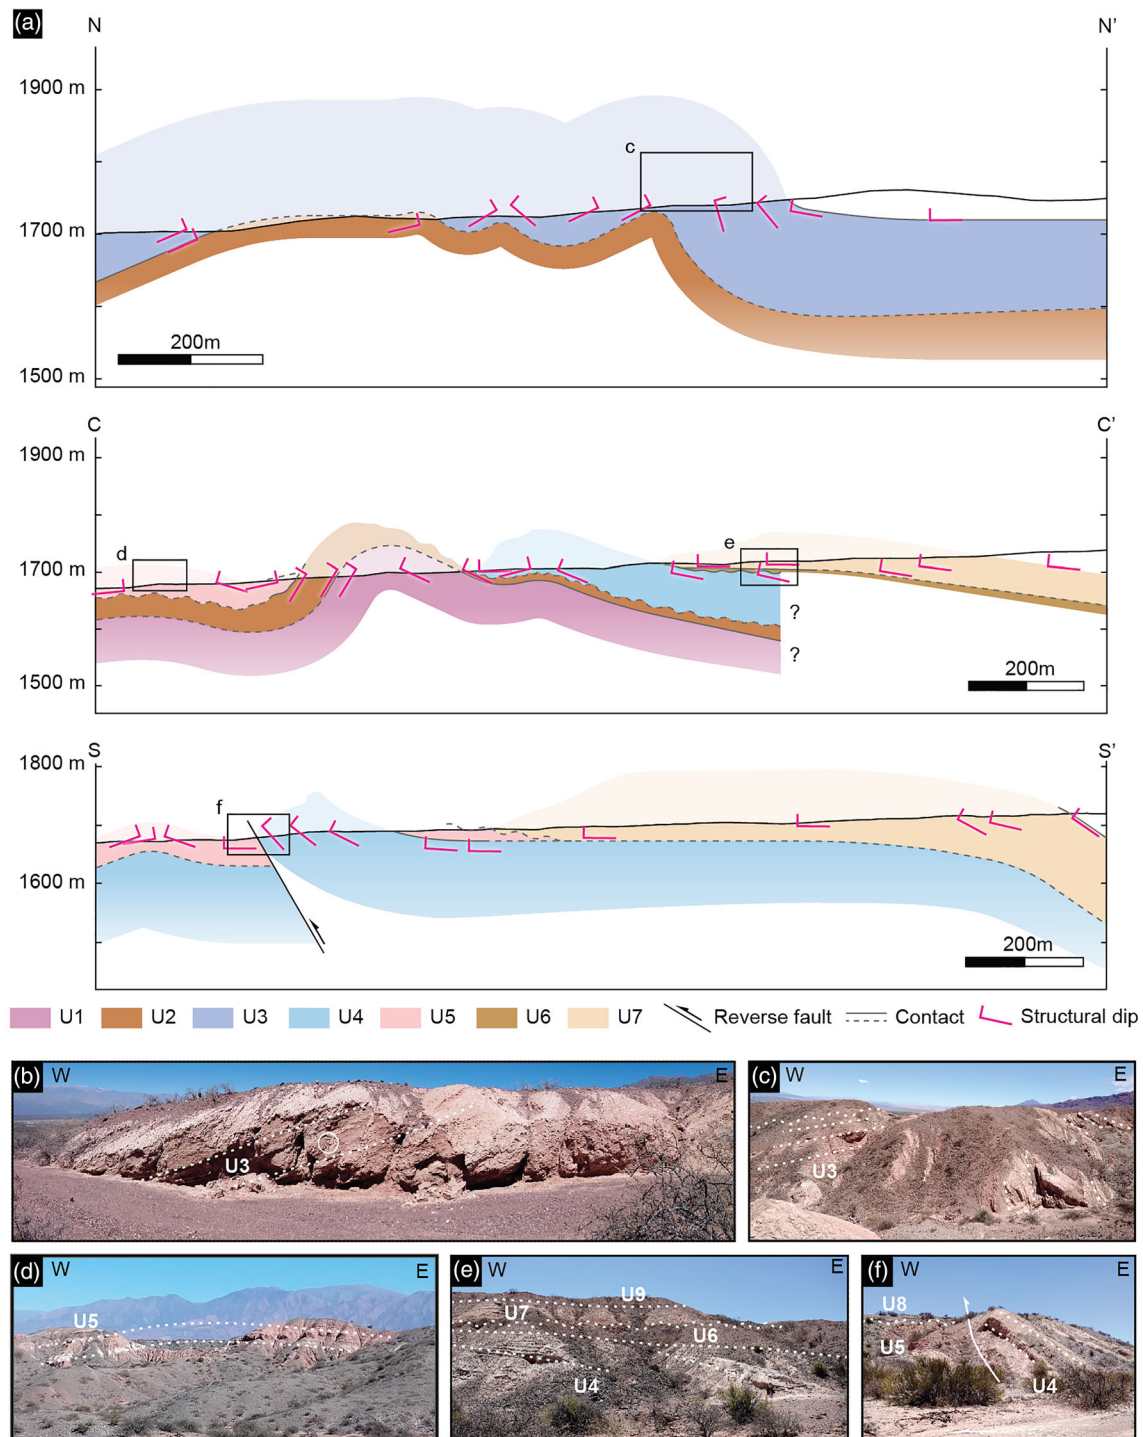 (a)
N N'
1900 m
c
1700 m
200m
1500 m
C C'
1900 m
d e
1700 m
?
?
200m
1500 m
S S'
1800 m
f
1600 m
200m
U1 U2 U3 U4 U5 U6 U7 Reverse fault Contact Structural dip
(b) W E
U3
(c) W E
U3
(d) W E
U5
(e) W E
U9
U7
U6
U4
(f) W E
U8
U5
U4